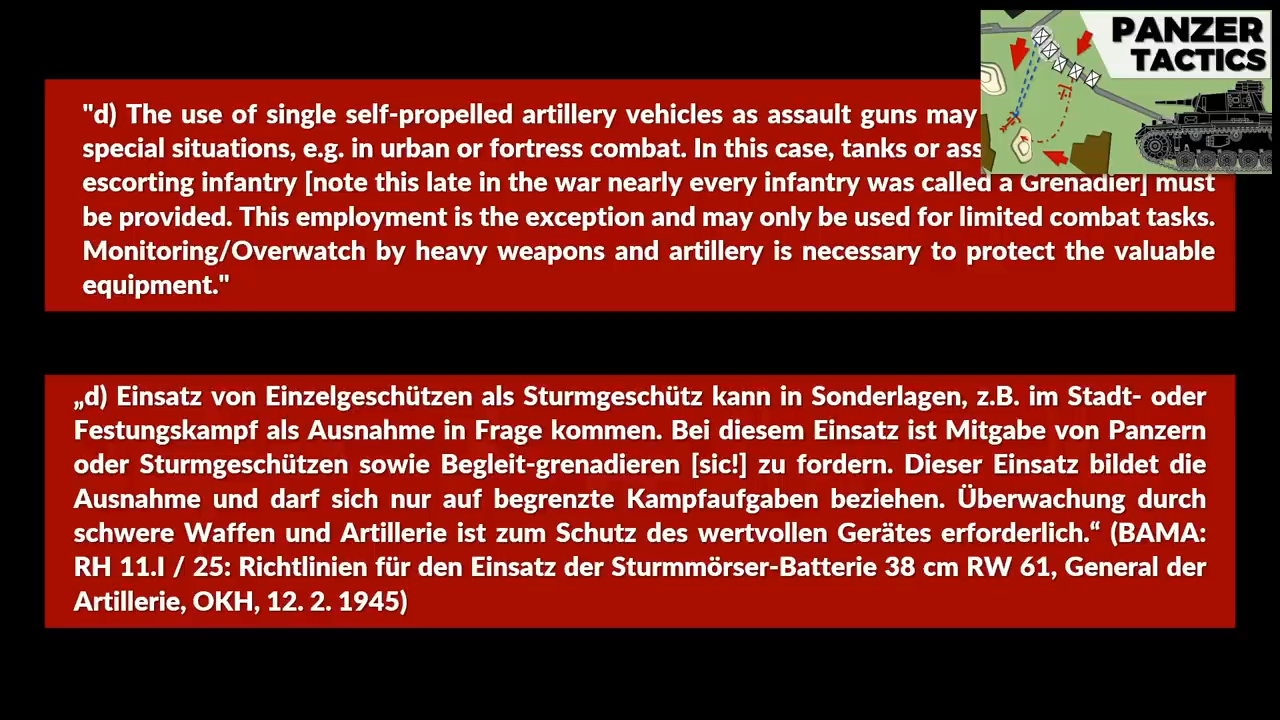 PANZER
TACTICS
"d) The use of single self-propelled artillery vehicles as assault guns may
special situations, e.g. in urban or fortress combat. In this case, tanks or
escorting infantry [note this late in the war nearly every infantry was called a Grenadier] must
be provided. This employment is the exception and may only be used for limited combat tasks.
Monitoring/Overwatch by heavy weapons and artillery is necessary to protect the valuable
equipment."
„d) Einsatz von Einzelgeschützen als Sturmgeschütz kann in Sonderlagen, z.B. im Stadt- oder
Festungskampf als Ausnahme in Frage kommen. Bei diesem Einsatz ist Mitgabe von Panzern
oder Sturmgeschützen sowie Begleit-grenadieren [sic!] zu fordern. Dieser Einsatz bildet die
Ausnahme und darf sich nur auf begrenzte Kampfaufgaben beziehen. Überwachung durch
schwere Waffen und Artillerie ist zum Schutz des wertvollen Gerätes erforderlich.“ (BAMA:
RH 11.I / 25: Richtlinien für den Einsatz der Sturmmörser-Batterie 38 cm RW 61, General der
Artillerie, OKH, 12. 2. 1945)